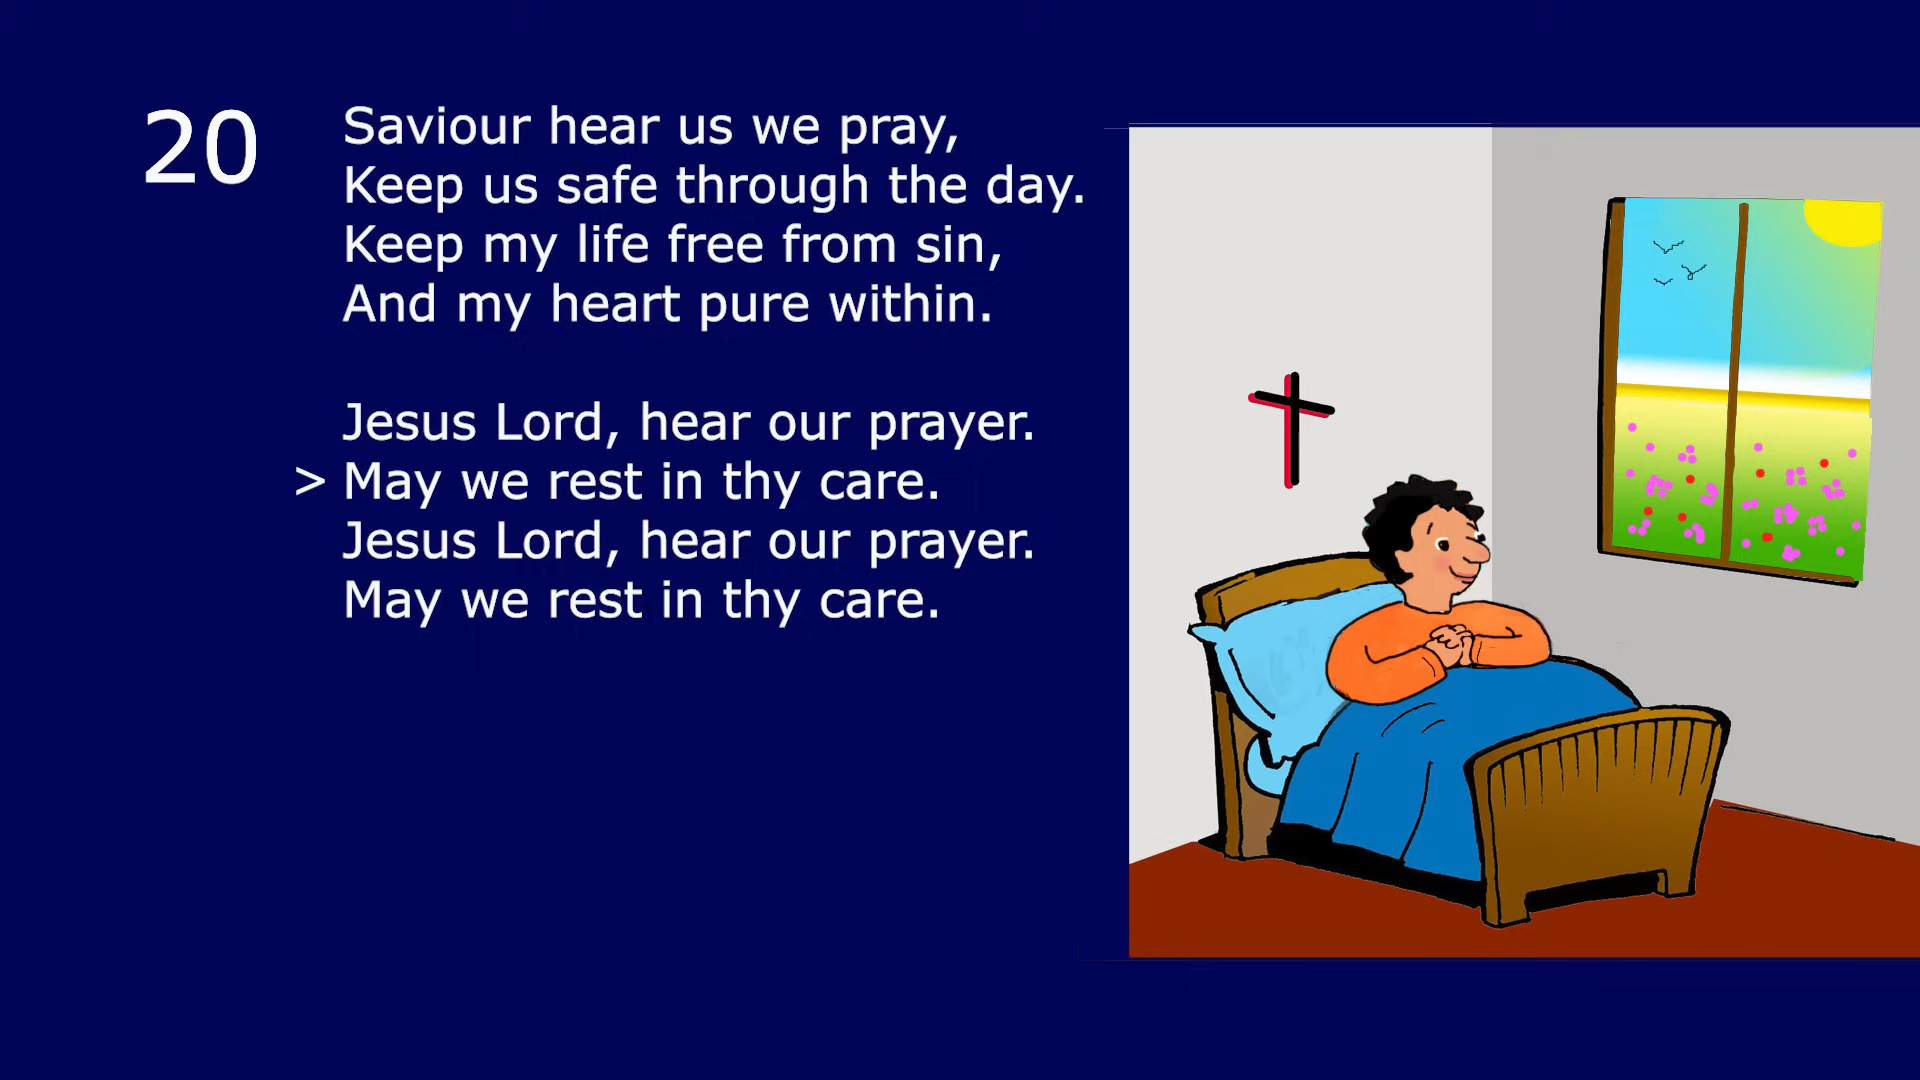 20
Saviour hear us we pray,
Keep us safe through the day.
Keep my life free from sin,
And my heart pure within.
Jesus Lord, hear our prayer.
> May we rest in thy care.
Jesus Lord, hear our prayer.
May we rest in thy care.